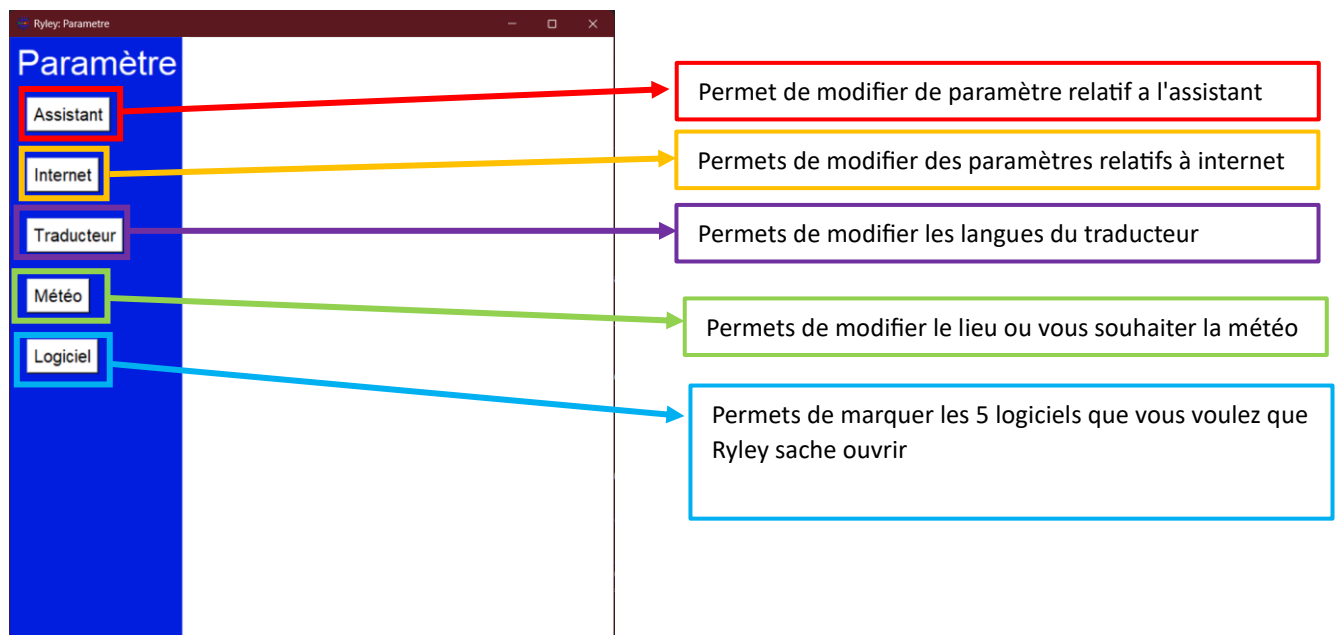 Ryley: Parametre
Paramètre
Assistant
Internet
Traducteur
Météo
Logiciel
Permet de modifier de paramètre relatif a l'assistant
Permets de modifier des paramètres relatifs à internet
Permets de modifier les langues du traducteur
Permets de modifier le lieu ou vous souhaiter la météo
Permets de marquer les 5 logiciels que vous voulez que
Ryley sache ouvrir